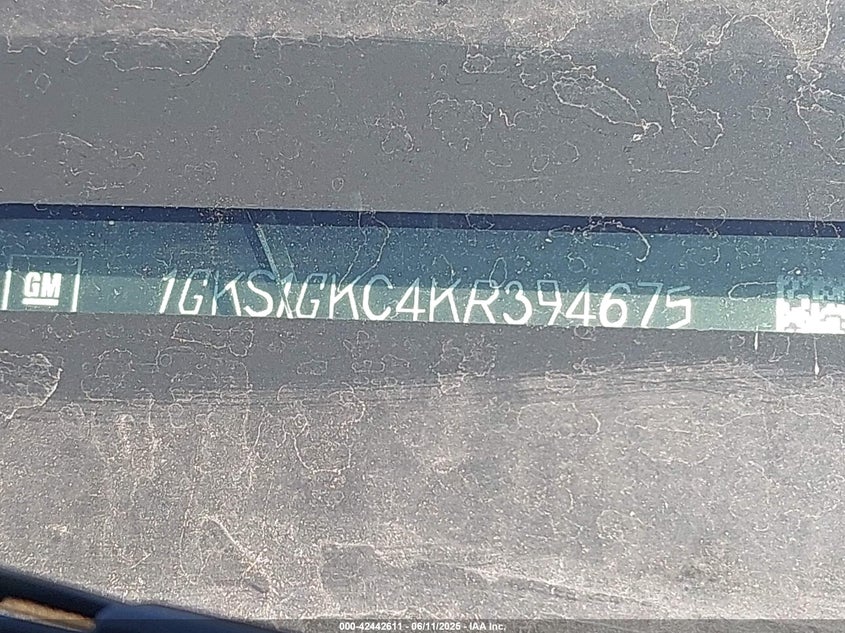 GM 1GKS1GKC4KR394675
000-42442611 - 06/11/2025 - IAA Inc.